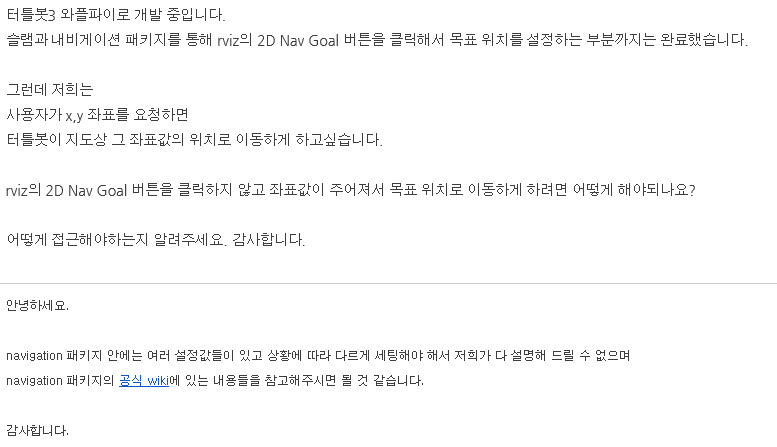 터틀봇3 와플파이로 개발 중입니다.
슬램과 내비게이션 패키지를 통해 rviz의 2D Nav Goal 버튼을 클릭해서 목표 위치를 설정하는 부분까지는 완료했습니다.
그런데 저희는
사용자가 x,y 좌표를 요청하면
터틀봇이 지도상 그 좌표값의 위치로 이동하게 하고싶습니다.
rviz의 2D Nav Goal 버튼을 클릭하지 않고 좌표값이 주어져서 목표 위치로 이동하게 하려면 어떻게 해야되나요?
어떻게 접근해야하는지 알려주세요. 감사합니다.
안녕하세요.
navigation 패키지 안에는 여러 설정값들이 있고 상황에 따라 다르게 세팅해야 해서 저희가 다 설명해 드릴 수 없으며
navigation 패키지의 공식 wiki에 있는 내용들을 참고해주시면 될 것 같습니다.
감사합니다.